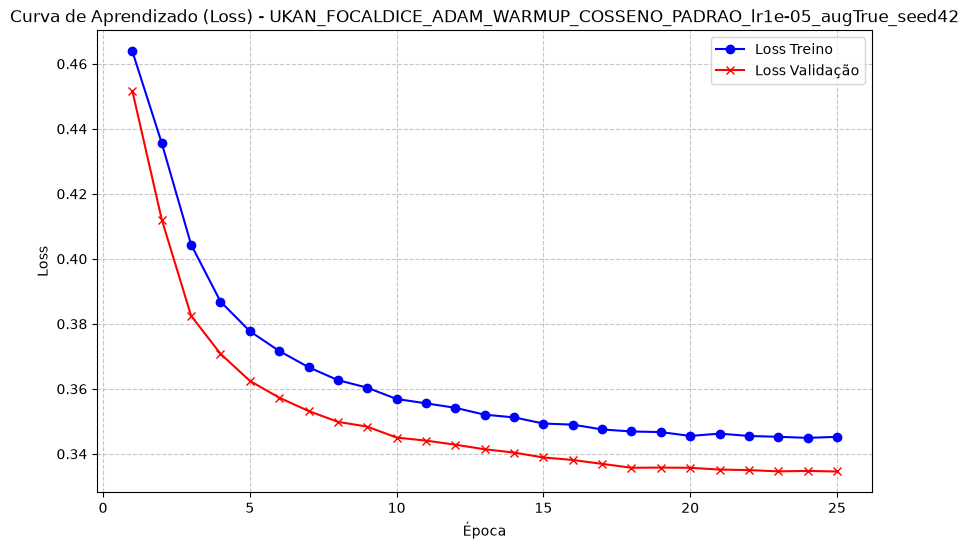 Curva de Aprendizado (Loss) - UKAN_FOCALDICE_ADAM_WARMUP_COSSENO_PADRAO_lr1e-05_augTrue_seed42
Loss Treino
Loss Validação
0.46
0.44
0.42
0.40
0.38
0.36
0.34
Loss
0
5
10
15
20
25
Época